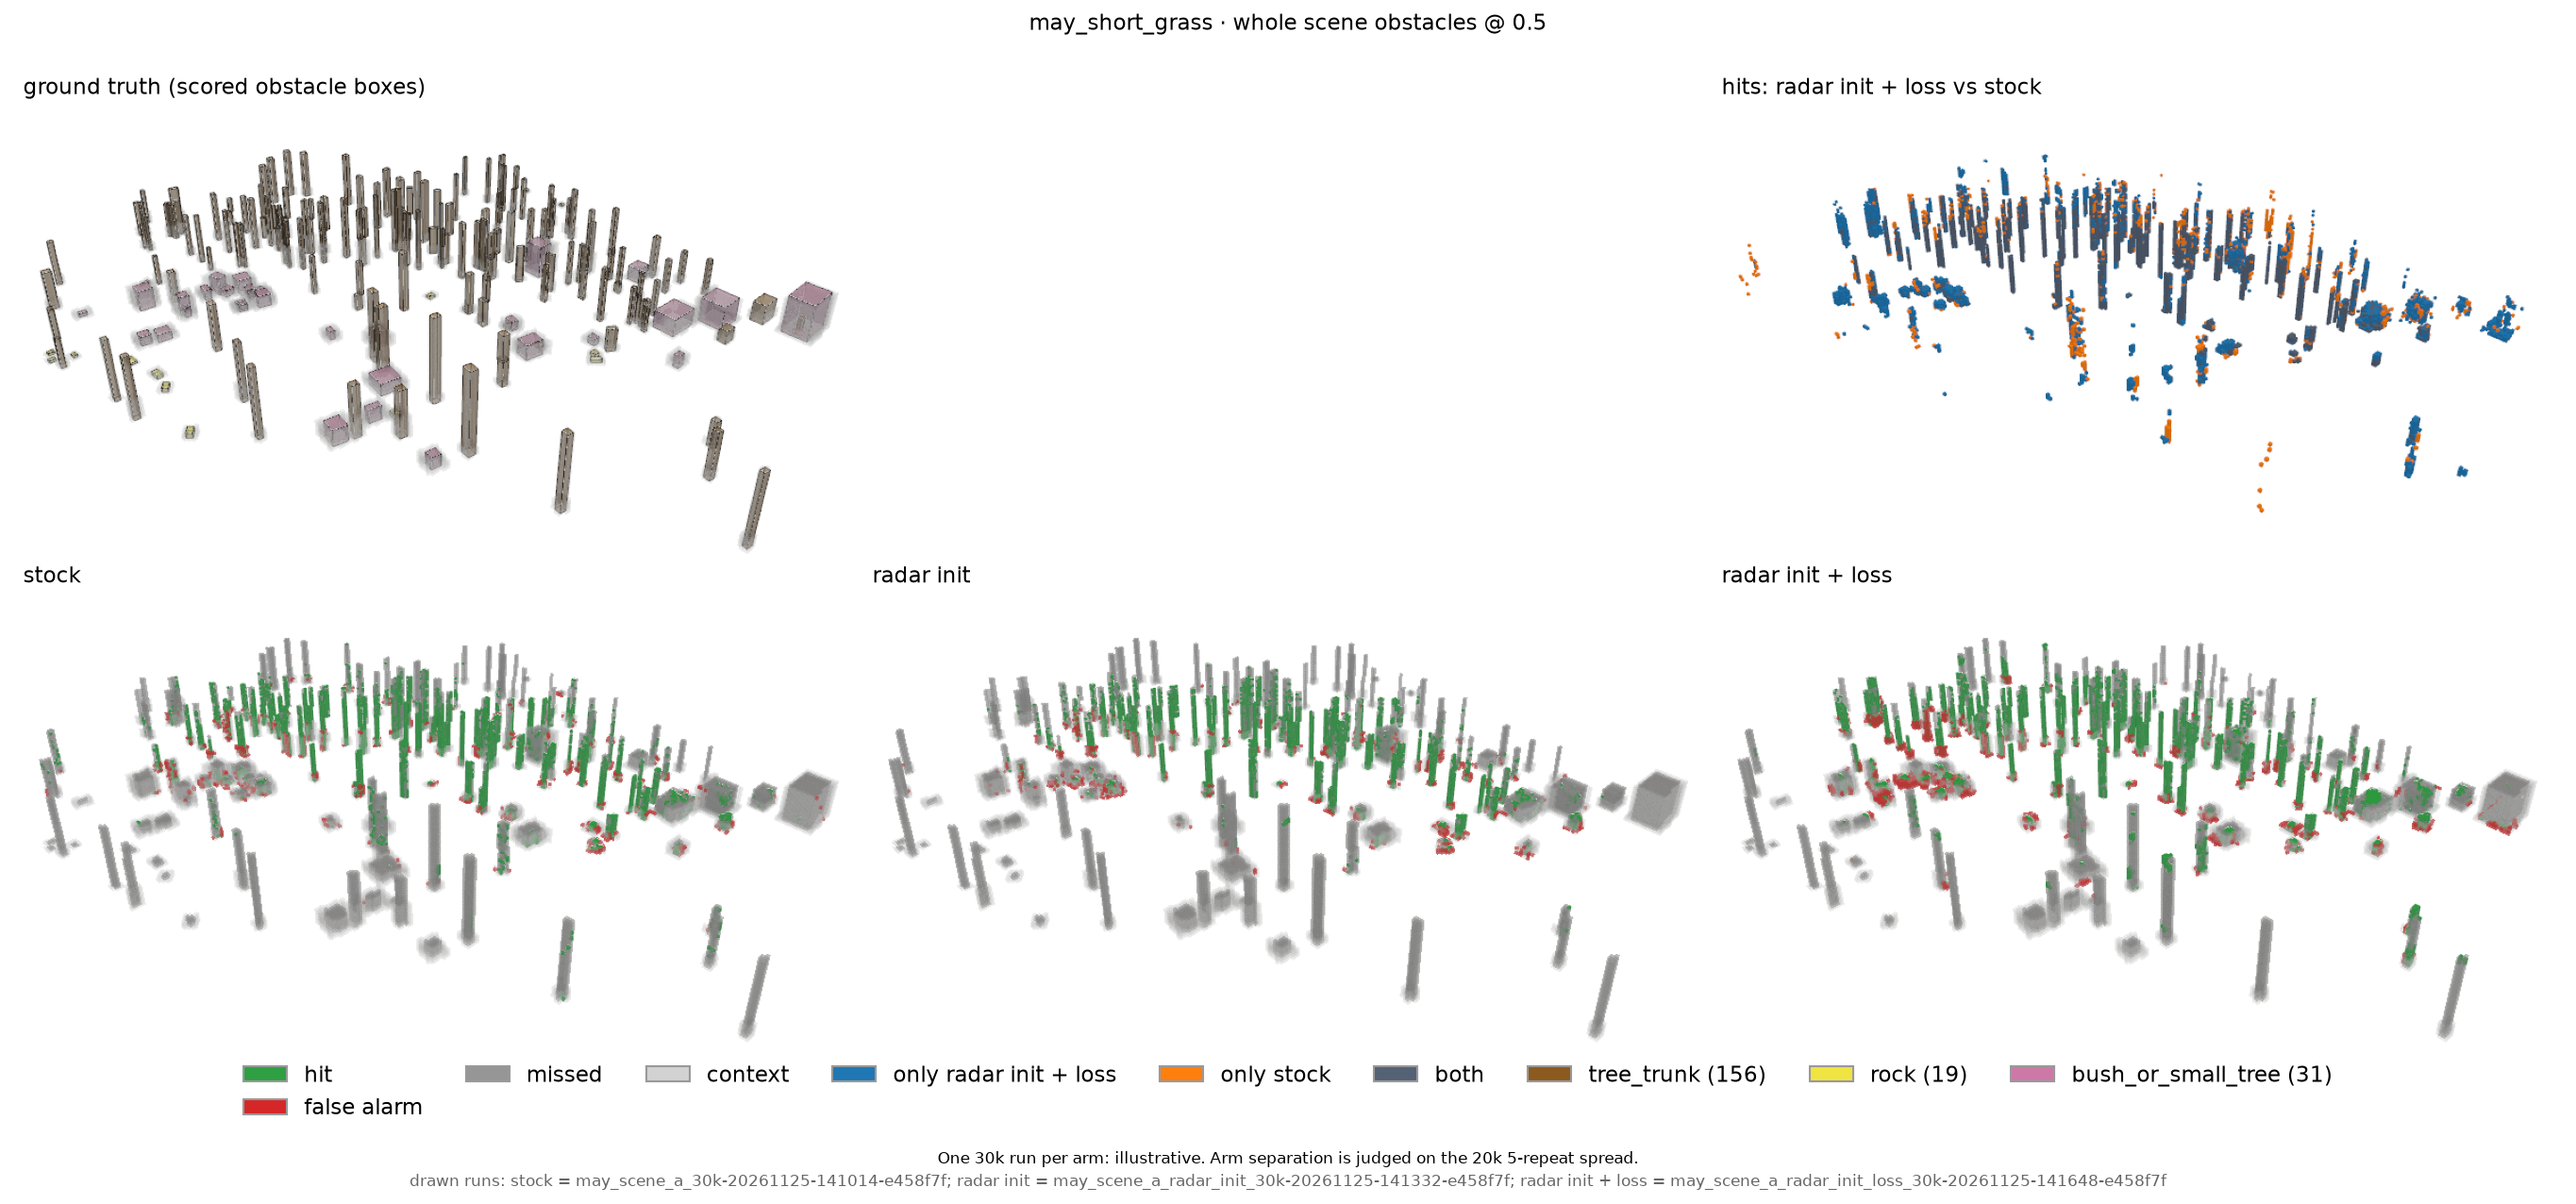 may_short_grass · whole scene obstacles @ 0.5
ground truth (scored obstacle boxes)
hits: radar init + loss vs stock
stock
radar init
radar init + loss
hit
missed
context
only radar init + loss
only stock
both
tree_trunk (156)
rock (19)
bush_or_small_tree (31)
false alarm
One 30k run per arm: illustrative. Arm separation is judged on the 20k 5-repeat spread.
drawn runs: stock = may_scene_a_30k-20261125-141014-e458f7f; radar init = may_scene_a_radar_init_30k-20261125-141332-e458f7f; radar init + loss = may_scene_a_radar_init_loss_30k-20261125-141648-e458f7f